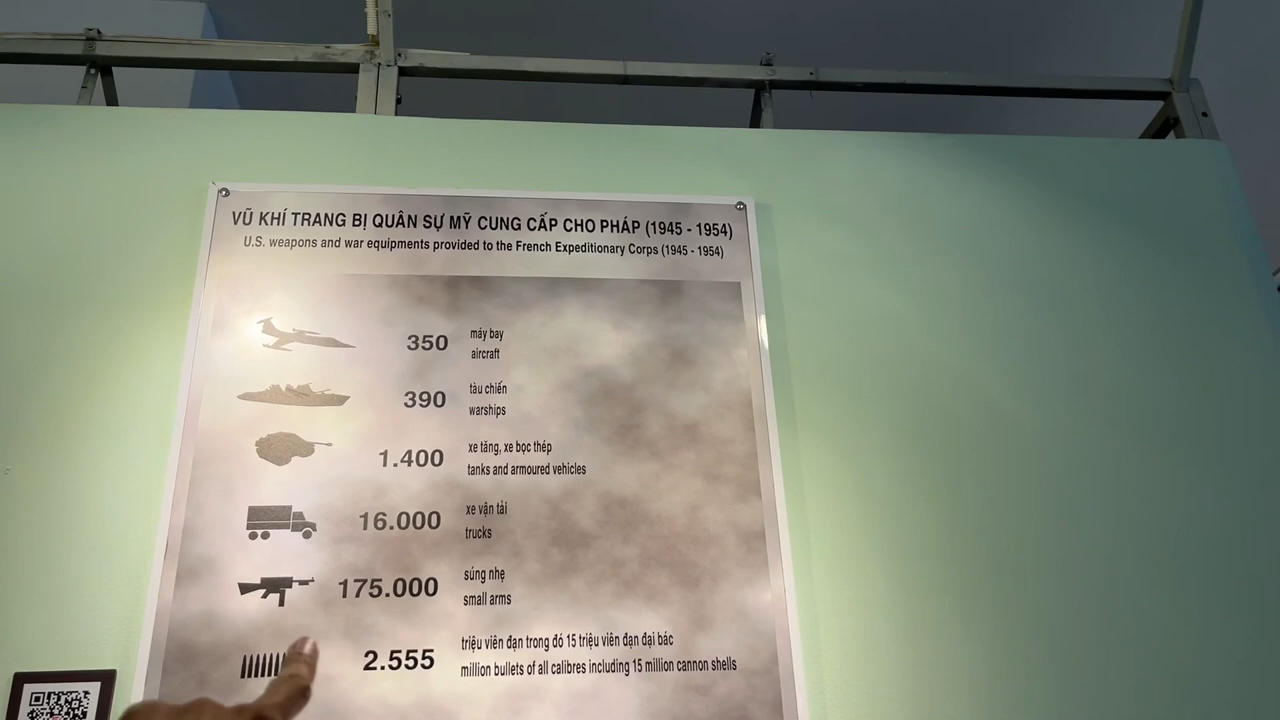 VŨ KHÍ TRANG BỊ QUÂN SỰ MỸ CUNG CẤP CHO PHÁP (1945 - 1954)
U.S. weapons and war equipments provided to the French Expeditionary Corps (1945 - 1954)
350 máy bay
aircraft
390 tàu chiến
warships
1.400 xe tăng, xe bọc thép
tanks and armoured vehicles
16.000 xe vận tải
trucks
175.000 súng nhẹ
small arms
2.555 triệu viên đạn trong đó 15 triệu viên đạn đại bác
million bullets of all calibres including 15 million cannon shells